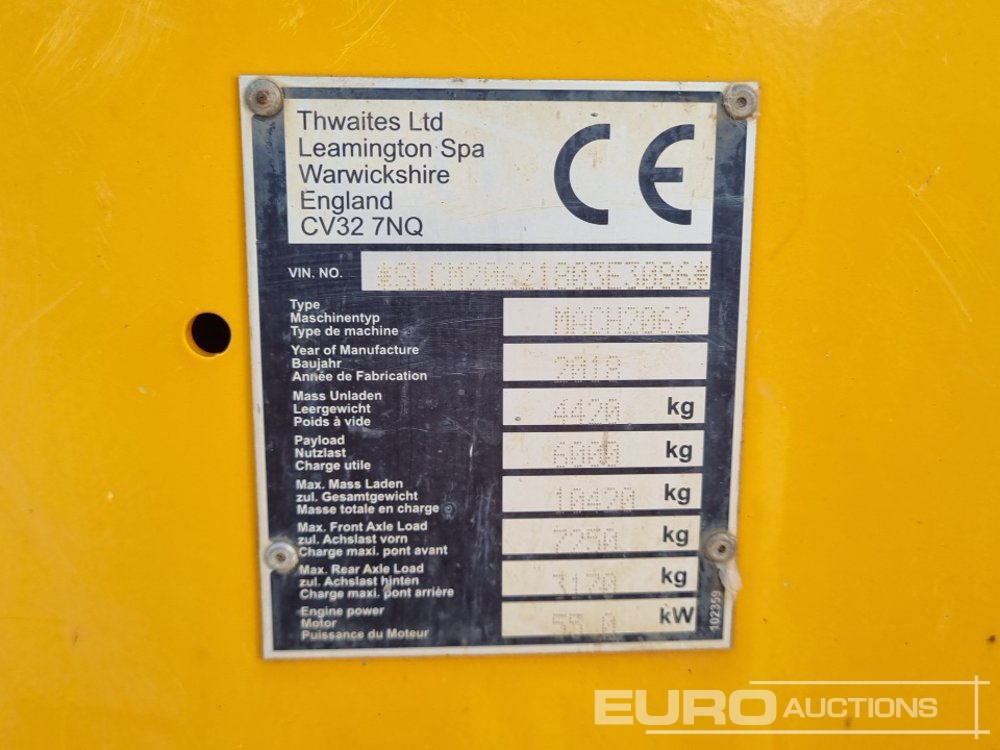 Thwaites Ltd
Leamington Spa
Warwickshire
England
CV32 7NQ
CE
VIN. NO.
Type MACH2062
Maschinentyp
Type de machine
Year of Manufacture 2018
Baujahr
Année de Fabrication
Mass Unladen 4420 kg
Leergewicht
Poids à vide
Payload 6000 kg
Nutzlast
Charge utile
Max. Mass Laden 10420 kg
zul. Gesamtgewicht
Masse totale en charge
Max. Front Axle Load 7250 kg
zul. Achslast vorn
Charge maxi. pont avant
Max. Rear Axle Load 3170 kg
zul. Achslast hinten
Charge maxi. pont arrière
Engine power kW
Motor
Puissance du Moteur
102359
EURO AUCTIONS